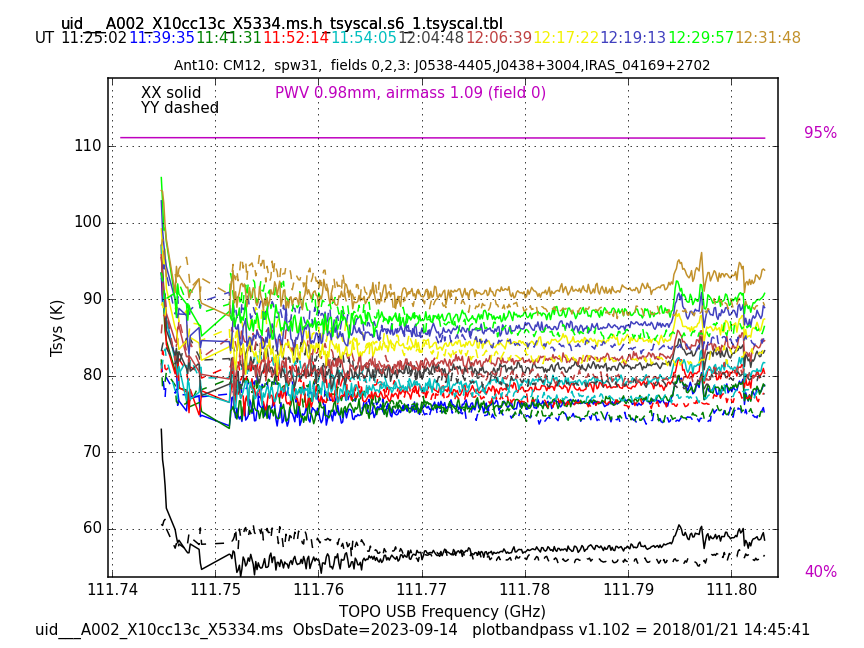 uid___A002_X10cc13c_X5334.ms.h_tsyscal.s6_1.tsyscal.tbl
UT 11:25:02 11:39:35 11:41:31 11:52:14 11:54:05 12:04:48 12:06:39 12:17:22 12:19:13 12:29:57 12:31:48
Ant10: CM12, spw31, fields 0,2,3: J0538-4405,J0438+3004,IRAS_04169+2702
XX solid
YY dashed
PWV 0.98mm, airmass 1.09 (field 0)
95%
110
100
90
80
70
60
Tsys (K)
40%
111.74 111.75 111.76 111.77 111.78 111.79 111.80
TOPO USB Frequency (GHz)
uid___A002_X10cc13c_X5334.ms ObsDate=2023-09-14 plotbandpass v1.102 = 2018/01/21 14:45:41